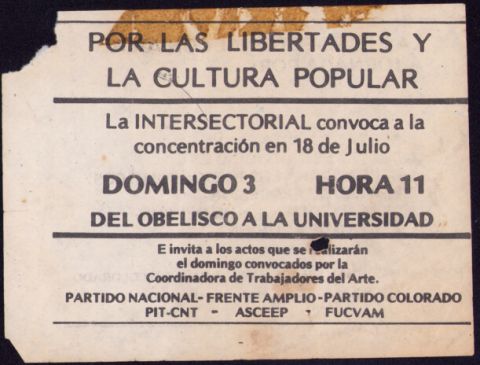 POR LAS LIBERTADES Y
LA CULTURA POPULAR
La INTERSECTORIAL convoca a la
concentración en 18 de Julio
DOMINGO 3 HORA 11
DEL OBELISCO A LA UNIVERSIDAD
E invita a los actos que se realizarán
el domingo convocados por la
Coordinadora de Trabajadores del Arte.
PARTIDO NACIONAL- FRENTE AMPLIO -PARTIDO COLORADO
PIT-CNT - ASCEEP - FUCVAM